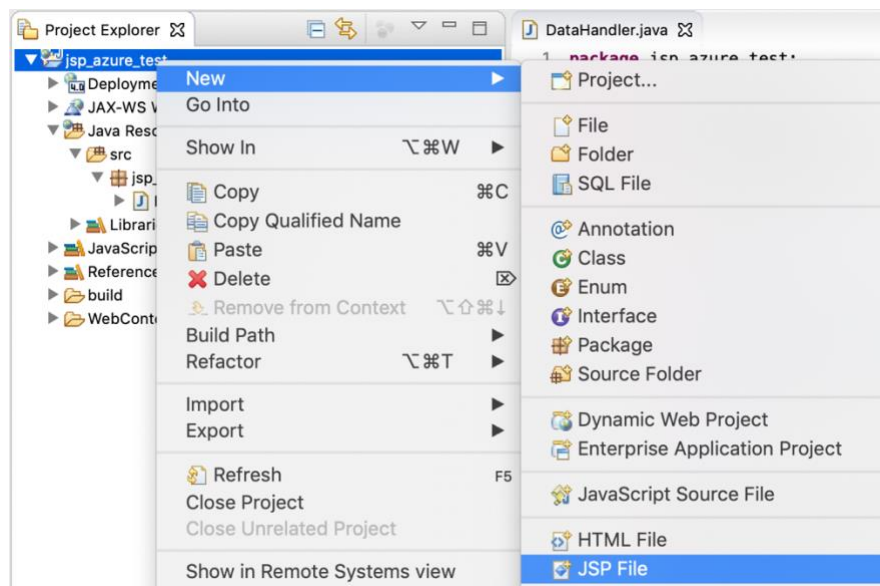 Project Explorer
DataHandler.java
jsp_azure_test
1 package jsp_azure_test;
Deployme
New
Project...
JAX-WS W
Go Into
Java Reso
File
src
Show In ⌥⌘W
Folder
jsp_
SQL File
Copy ⌘C
Librari
Copy Qualified Name
Annotation
JavaScrip
Paste ⌘V
Class
Reference
Delete ⌦
Enum
build
Remove from Context ⌥⇧⌘↓
Interface
WebConte
Build Path
Package
Refactor ⌥⌘T
Source Folder
Import
Dynamic Web Project
Export
Enterprise Application Project
Refresh F5
JavaScript Source File
Close Project
Close Unrelated Project
HTML File
Show in Remote Systems view
JSP File